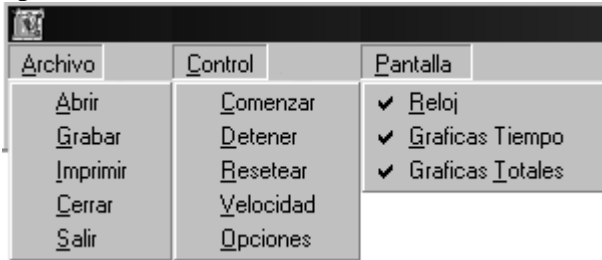 Archivo Control Pantalla
Abrir Comenzar Reloj
Grabar Detener Graficas Tiempo
Imprimir Resetear Graficas Totales
Cerrar Velocidad
Salir Opciones